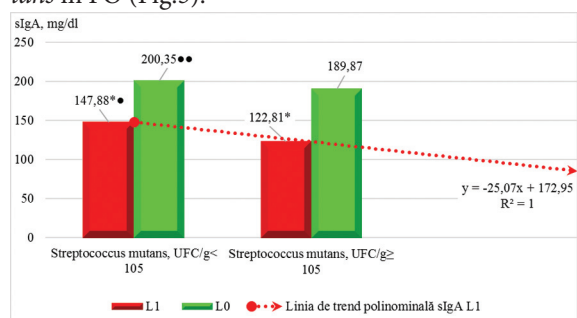 tans in FO (Fig.5).
sIgA, mg/dl
250
200
150
100
50
0
147,88*●
200,35●●
122,81*
189,87
y = -25,07x + 172,95
R² = 1
Streptococcus mutans, UFC/g<
105
Streptococcus mutans, UFC/g≥
105
L1
L0
Linia de trend polinominală sIgA L1